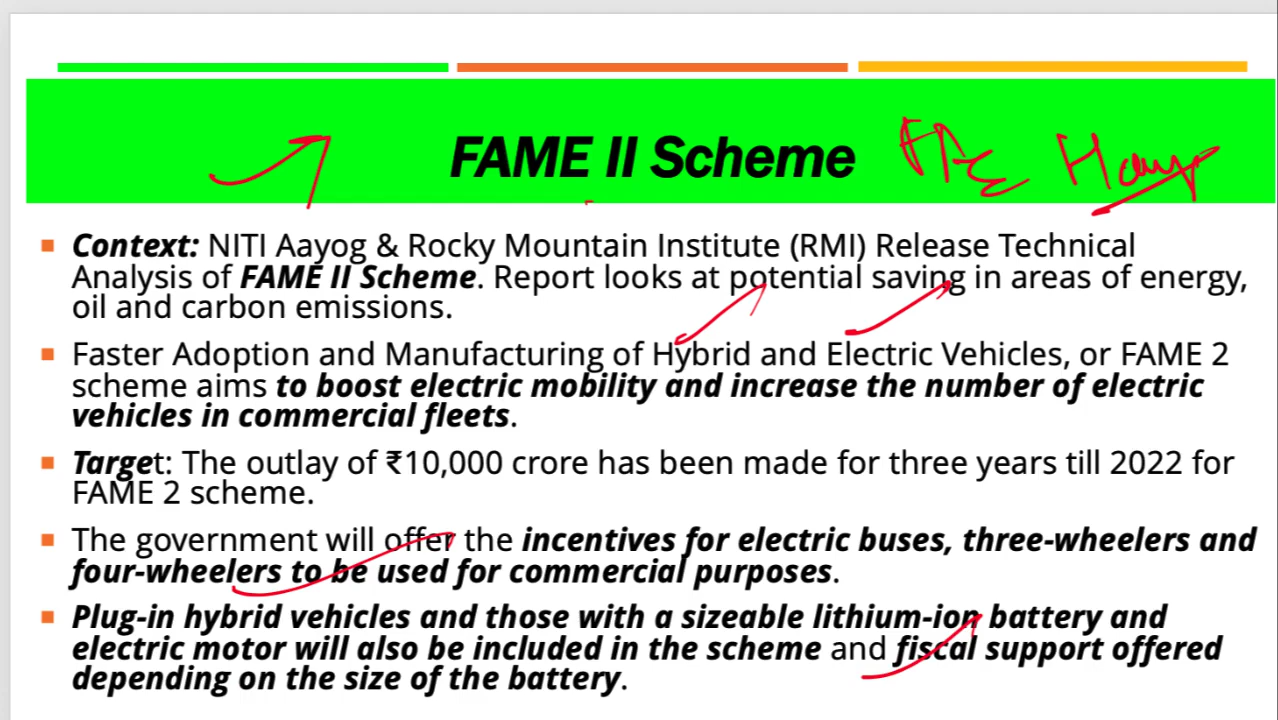 FAME II Scheme
Context: NITI Aayog & Rocky Mountain Institute (RMI) Release Technical
Analysis of FAME II Scheme. Report looks at potential saving in areas of energy,
oil and carbon emissions.
Faster Adoption and Manufacturing of Hybrid and Electric Vehicles, or FAME 2
scheme aims to boost electric mobility and increase the number of electric
vehicles in commercial fleets.
Target: The outlay of ₹10,000 crore has been made for three years till 2022 for
FAME 2 scheme.
The government will offer the incentives for electric buses, three-wheelers and
four-wheelers to be used for commercial purposes.
Plug-in hybrid vehicles and those with a sizeable lithium-ion battery and
electric motor will also be included in the scheme and fiscal support offered
depending on the size of the battery.